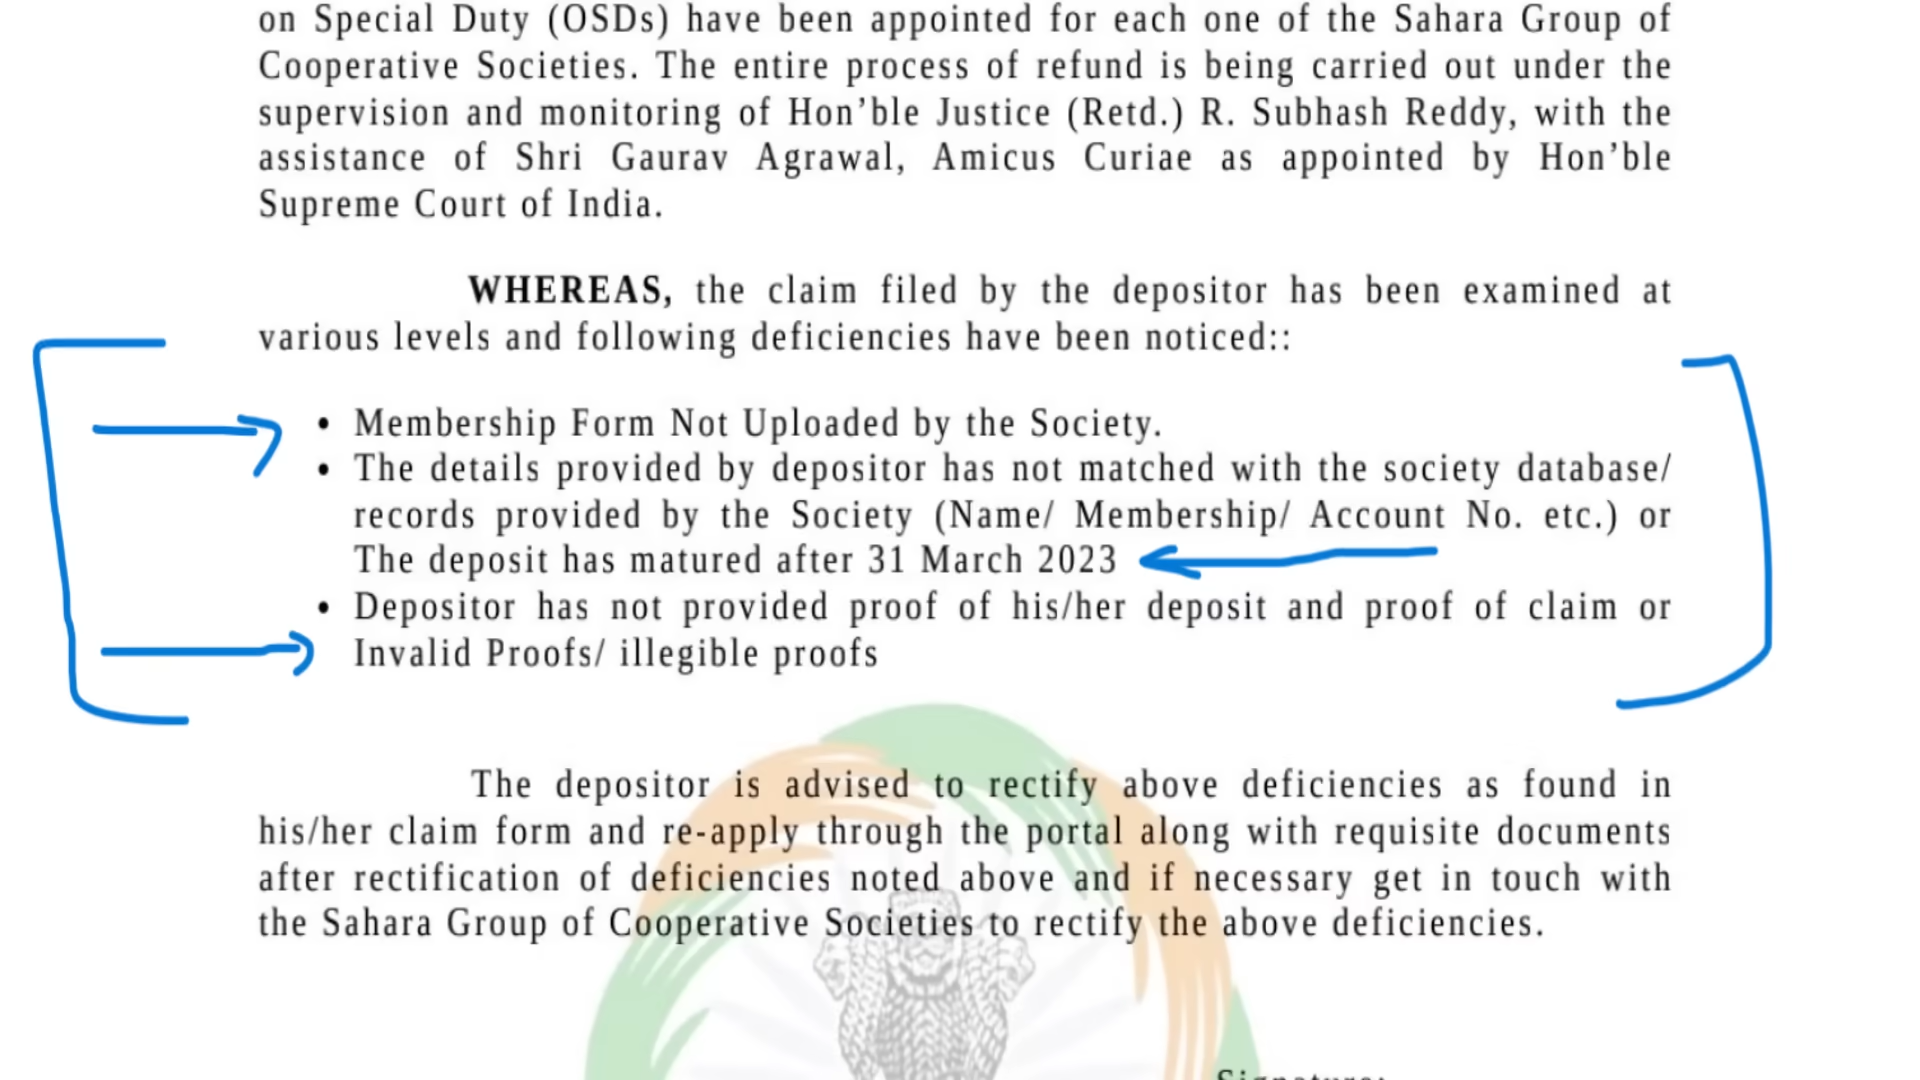 on Special Duty (OSDs) have been appointed for each one of the Sahara Group of
Cooperative Societies. The entire process of refund is being carried out under the
supervision and monitoring of Hon’ble Justice (Retd.) R. Subhash Reddy, with the
assistance of Shri Gaurav Agrawal, Amicus Curiae as appointed by Hon’ble
Supreme Court of India.
WHEREAS, the claim filed by the depositor has been examined at
various levels and following deficiencies have been noticed::
• Membership Form Not Uploaded by the Society.
• The details provided by depositor has not matched with the society database/
records provided by the Society (Name/ Membership/ Account No. etc.) or
The deposit has matured after 31 March 2023
• Depositor has not provided proof of his/her deposit and proof of claim or
Invalid Proofs/ illegible proofs
The depositor is advised to rectify above deficiencies as found in
his/her claim form and re-apply through the portal along with requisite documents
after rectification of deficiencies noted above and if necessary get in touch with
the Sahara Group of Cooperative Societies to rectify the above deficiencies.